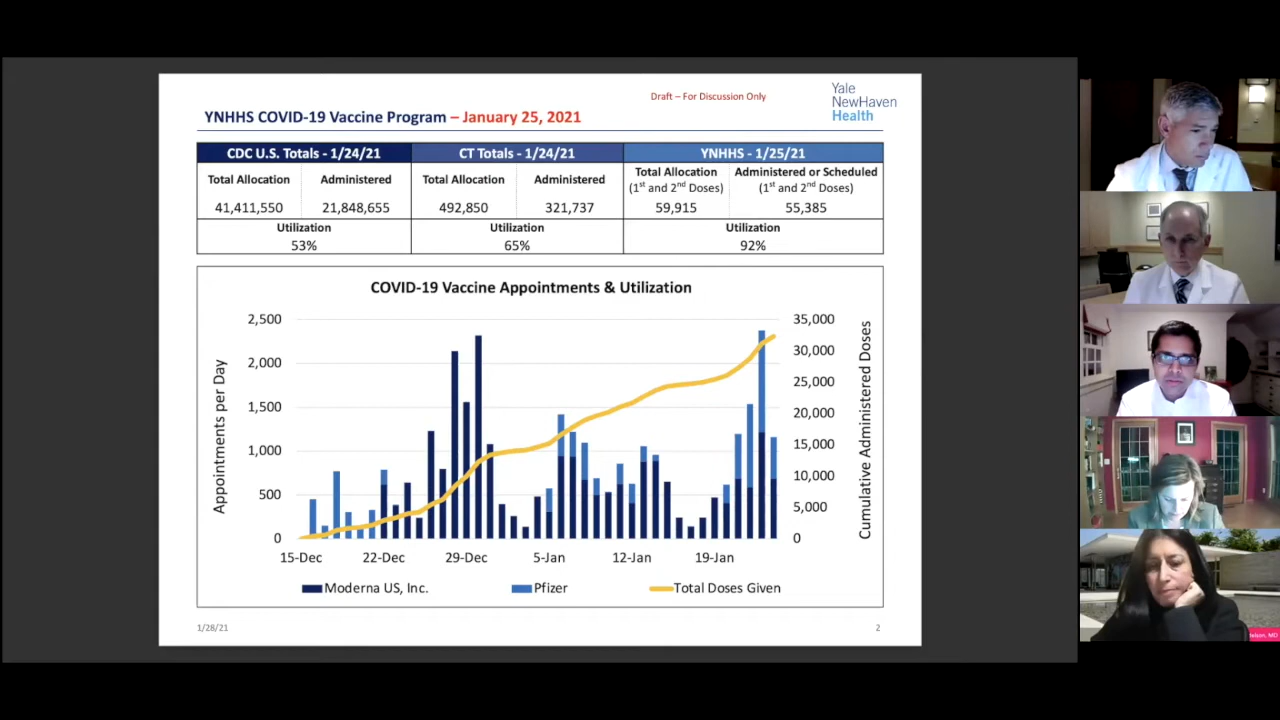 Draft – For Discussion Only
Yale
NewHaven
Health
YNHHS COVID-19 Vaccine Program – January 25, 2021
CDC U.S. Totals - 1/24/21
CT Totals - 1/24/21
YNHHS - 1/25/21
Total Allocation
Administered
Total Allocation
Administered
Total Allocation
(1st and 2nd Doses)
Administered or Scheduled
(1st and 2nd Doses)
41,411,550
21,848,655
492,850
321,737
59,915
55,385
Utilization
53%
Utilization
65%
Utilization
92%
COVID-19 Vaccine Appointments & Utilization
Appointments per Day
2,500
2,000
1,500
1,000
500
0
35,000
30,000
25,000
20,000
15,000
10,000
5,000
0
Cumulative Administered Doses
15-Dec
22-Dec
29-Dec
5-Jan
12-Jan
19-Jan
Moderna US, Inc.
Pfizer
Total Doses Given
1/28/21
2
, MD